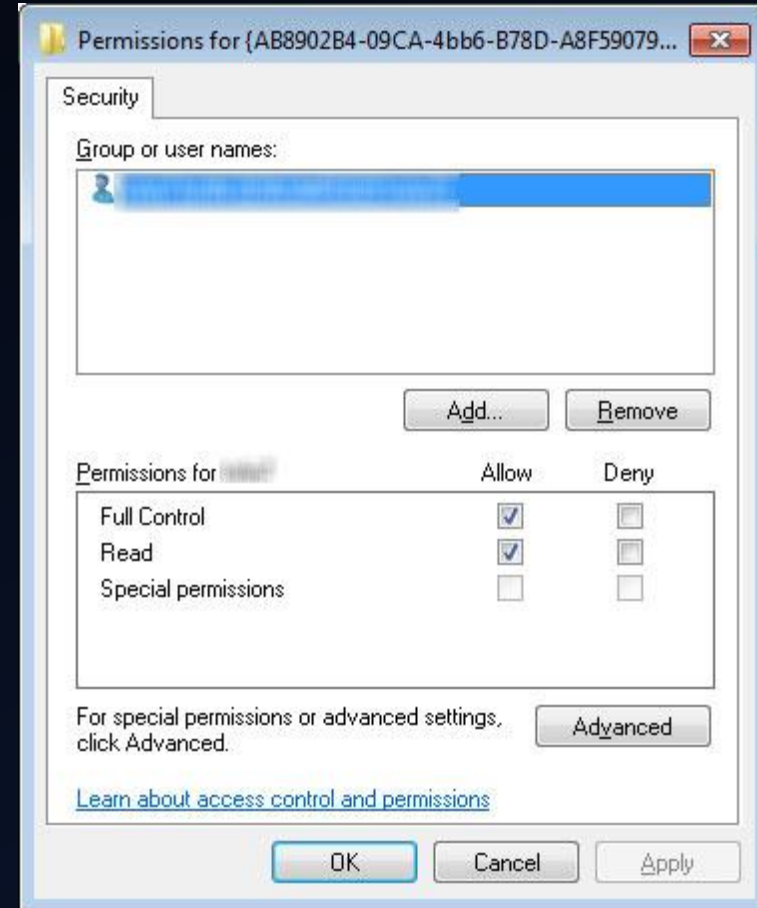 Permissions for {AB8902B4-09CA-4bb6-B78D-A8F59079...
Security
Group or user names:
Add...
Remove
Permissions for
Allow
Deny
Full Control
Read
Special permissions
For special permissions or advanced settings,
click Advanced.
Advanced
Learn about access control and permissions
OK
Cancel
Apply